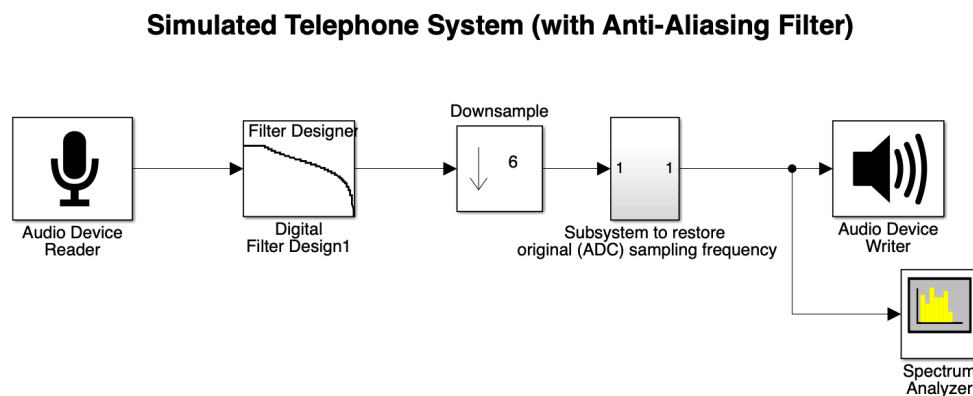 Simulated Telephone System (with Anti-Aliasing Filter)
Audio Device
Reader
Filter Designer
Digital
Filter Design1
Downsample
6
1
1
Subsystem to restore
original (ADC) sampling frequency
Audio Device
Writer
Spectrum
Analyzer